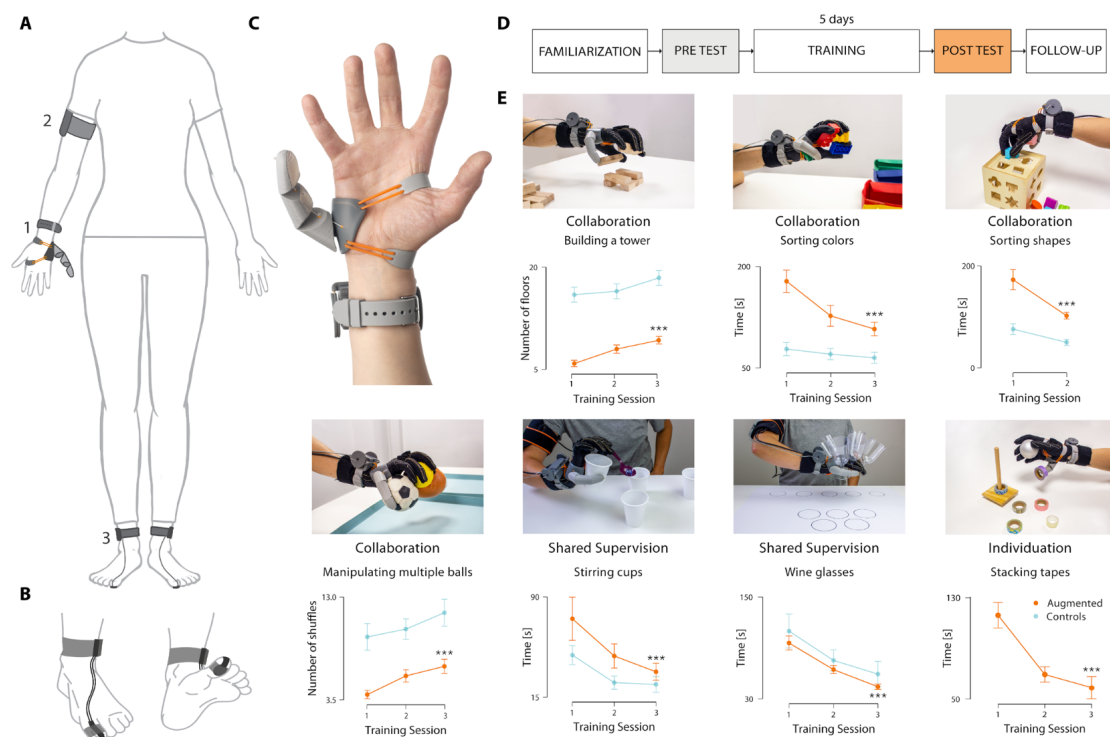 A
C
D
5 days
FAMILIARIZATION
PRE TEST
TRAINING
POST TEST
FOLLOW-UP
2
1
3
B
E
Collaboration
Building a tower
Number of floors
20
5
***
1 2 3
Training Session
Collaboration
Sorting colors
Time [s]
200
50
***
1 2 3
Training Session
Collaboration
Sorting shapes
Time [s]
200
0
***
1 2
Training Session
Collaboration
Manipulating multiple balls
Number of shuffles
13.0
3.5
***
1 2 3
Training Session
Shared Supervision
Stirring cups
Time [s]
90
15
***
1 2 3
Training Session
Shared Supervision
Wine glasses
Time [s]
150
30
***
1 2 3
Training Session
Individuation
Stacking tapes
Time [s]
130
50
Augmented
Controls
***
1 2 3
Training Session